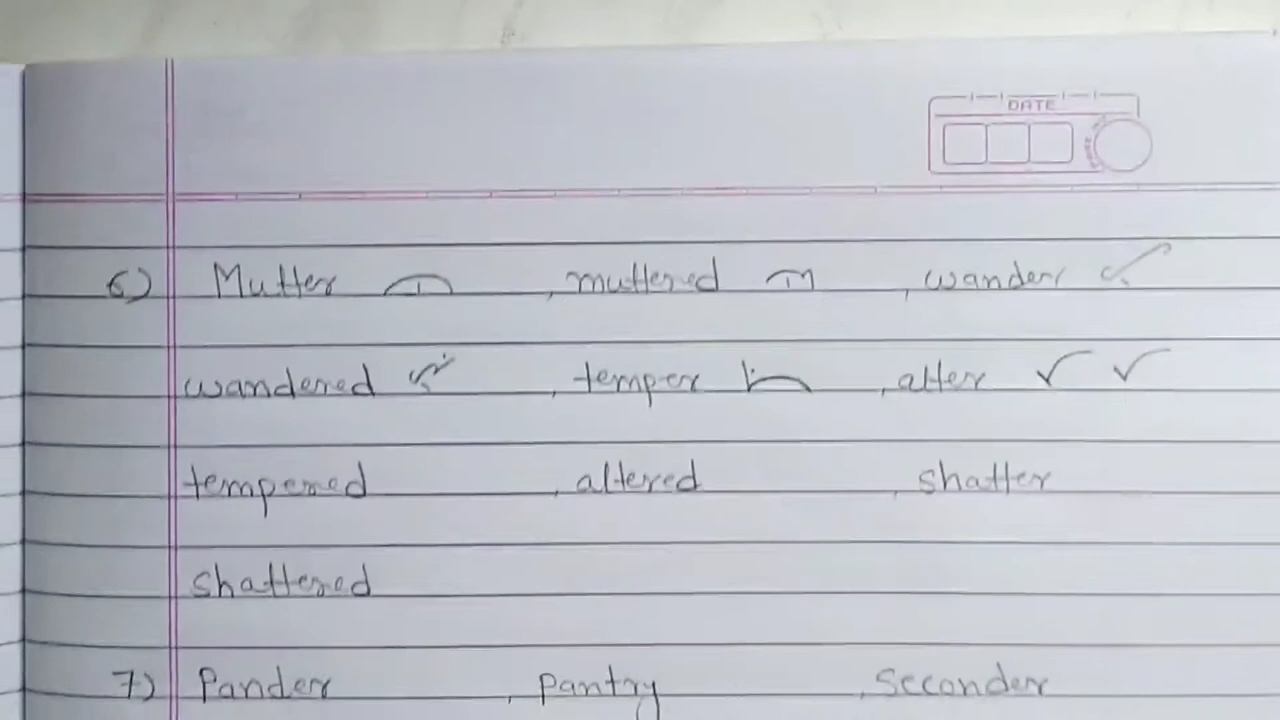 DATE
6) Mutter , muttered , wander
wandered , temper , alter
tempered , altered , shatter
shattered
7) Pander , pantry , seconder